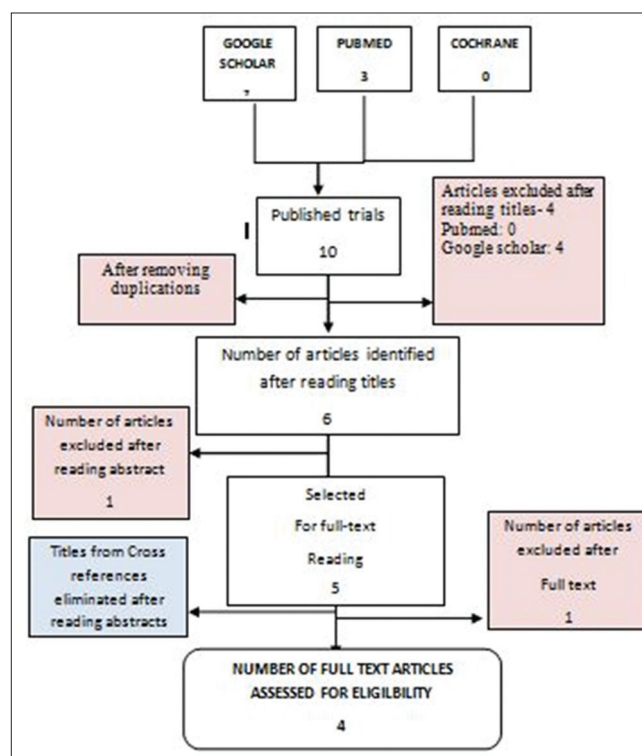 GOOGLE
SCHOLAR
PUBMED
3
COCHRANE
0
Published trials
10
Articles excluded after
reading titles- 4
Pubmed: 0
Google scholar: 4
After removing
duplications
Number of articles identified
after reading titles
6
Number of articles
excluded after
reading abstract
1
Selected
For full-text
Reading
5
Number of articles
excluded after
Full text
1
Titles from Cross
references
eliminated after
reading abstracts
NUMBER OF FULL TEXT ARTICLES
ASSESSED FOR ELIGILBILITY
4